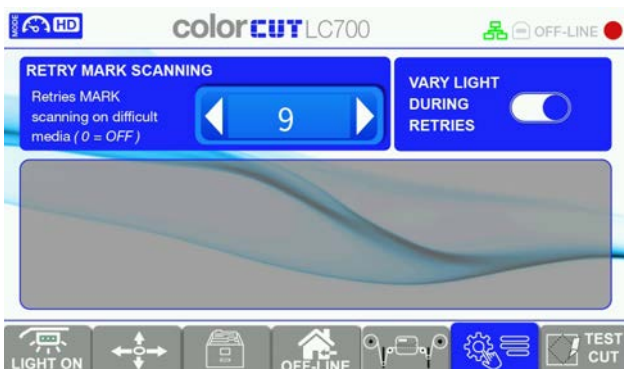 MODE
HD
colorCUT LC700
OFF-LINE
RETRY MARK SCANNING
Retries MARK
scanning on difficult
media ( 0 = OFF )
9
VARY LIGHT
DURING
RETRIES
LIGHT ON
OFF-LINE
TEST
CUT